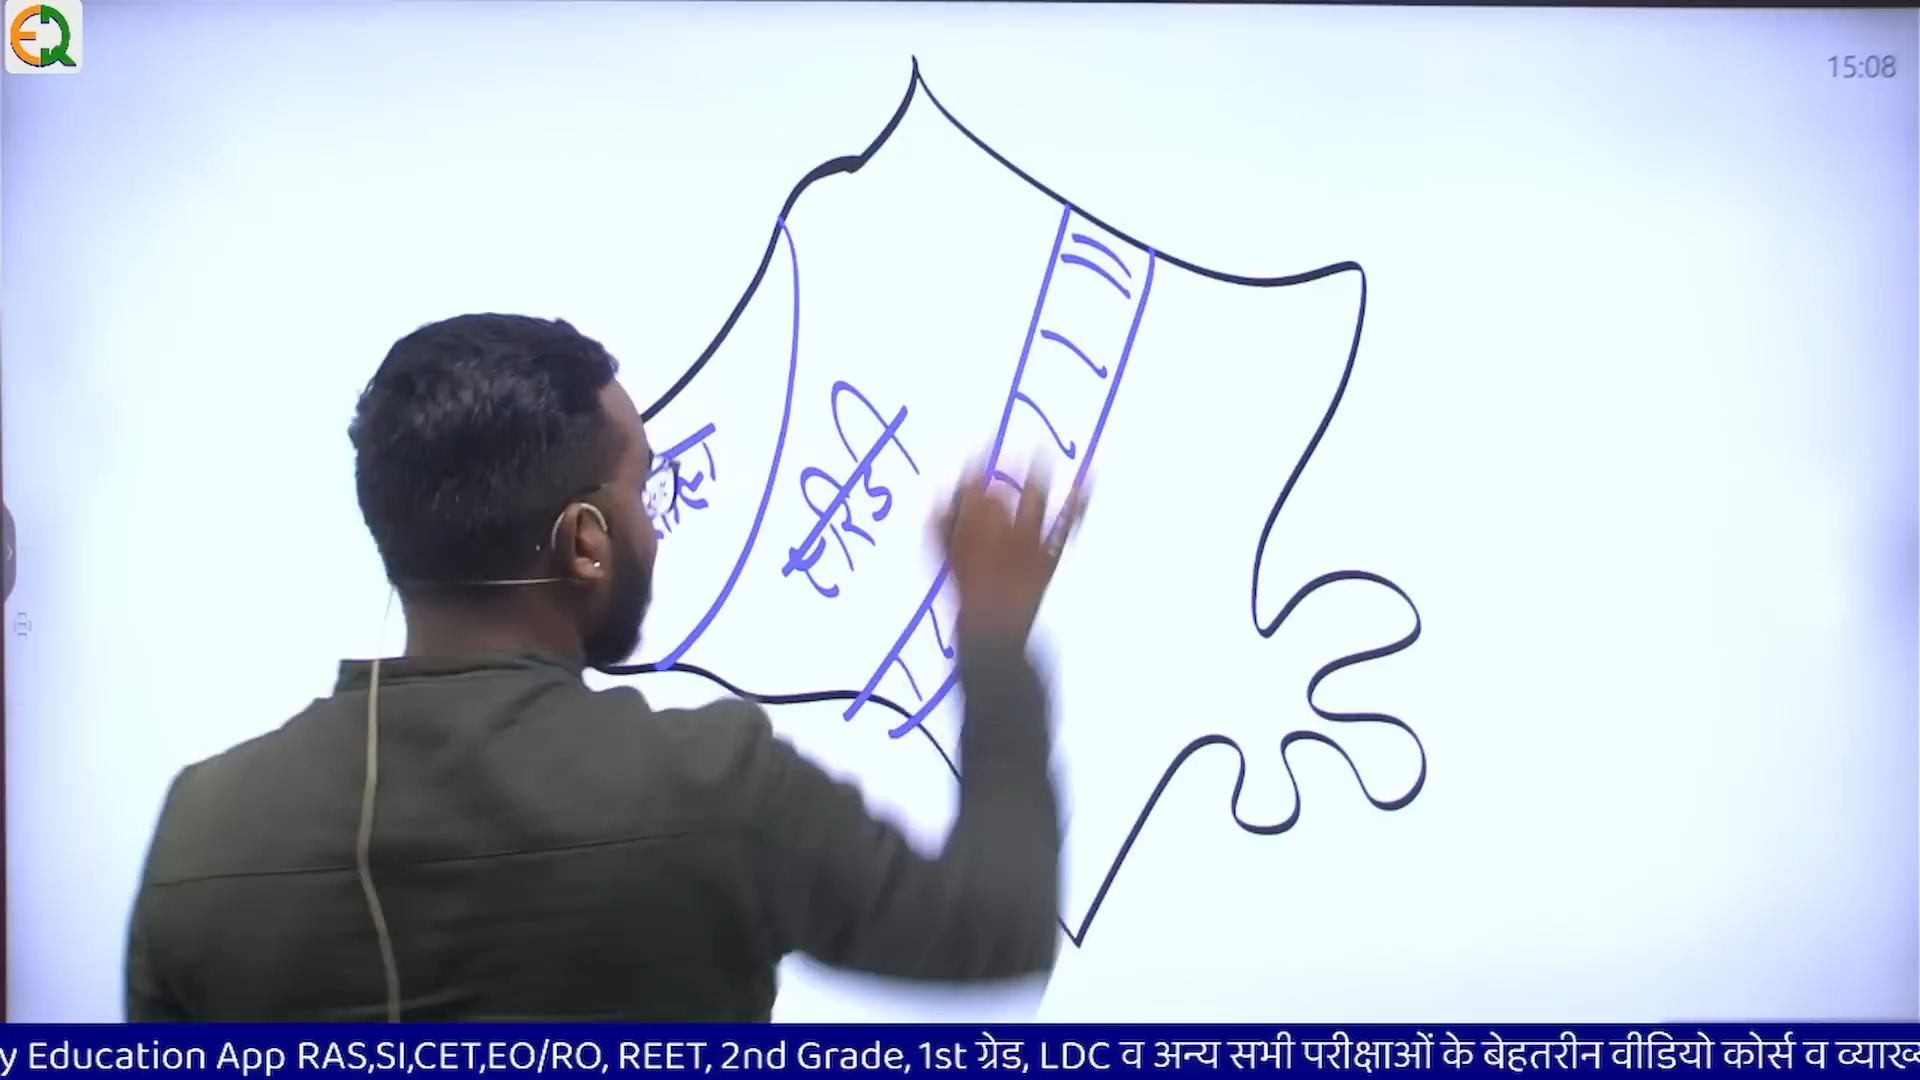 15:08
y Education App RAS,SI,CET,EO/RO, REET, 2nd Grade, 1st ग्रेड, LDC व अन्य सभी परीक्षाओं के बेहतरीन वीडियो कोर्स व व्याख्